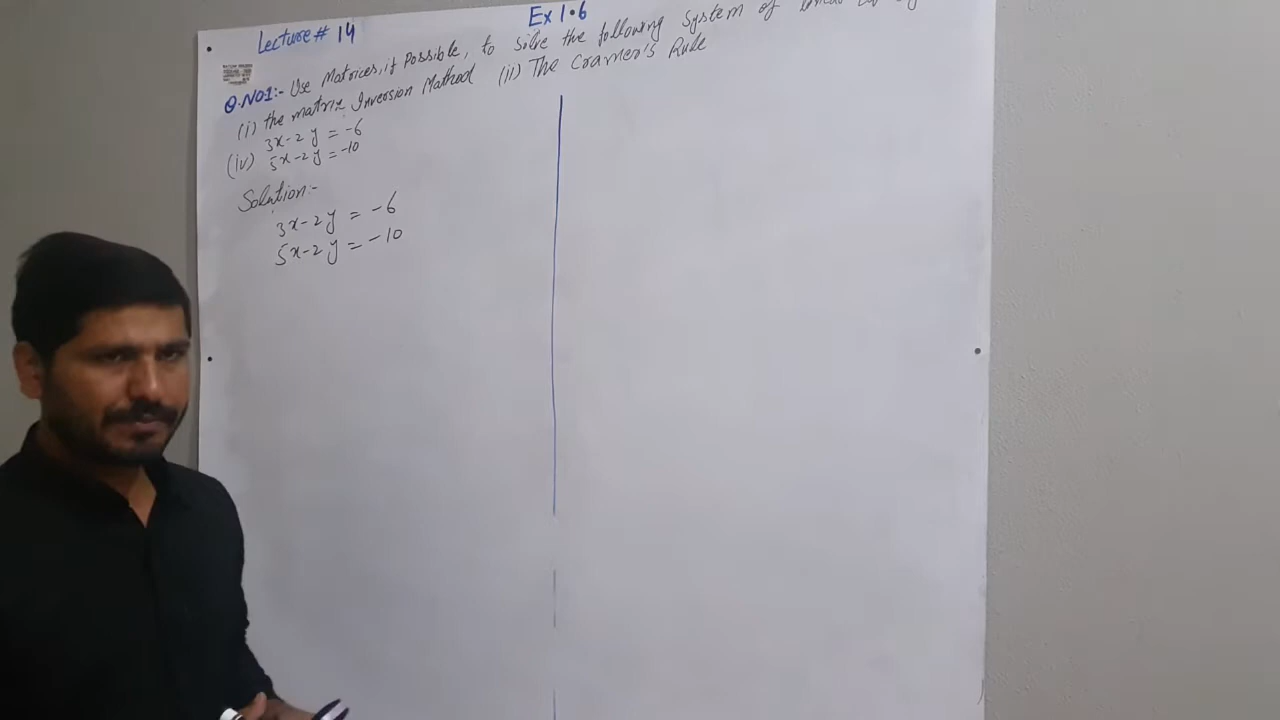 Ex 1.6
Lecture# 14
Q.NO1:- Use Matrices, if Possible, to solve the following System of
(i) the matrix Inversion Mathod (ii) The Cramer's Rule
(iv) 3x-2y = -6
5x-2y = -10
Solution:-
3x-2y = -6
5x-2y = -10